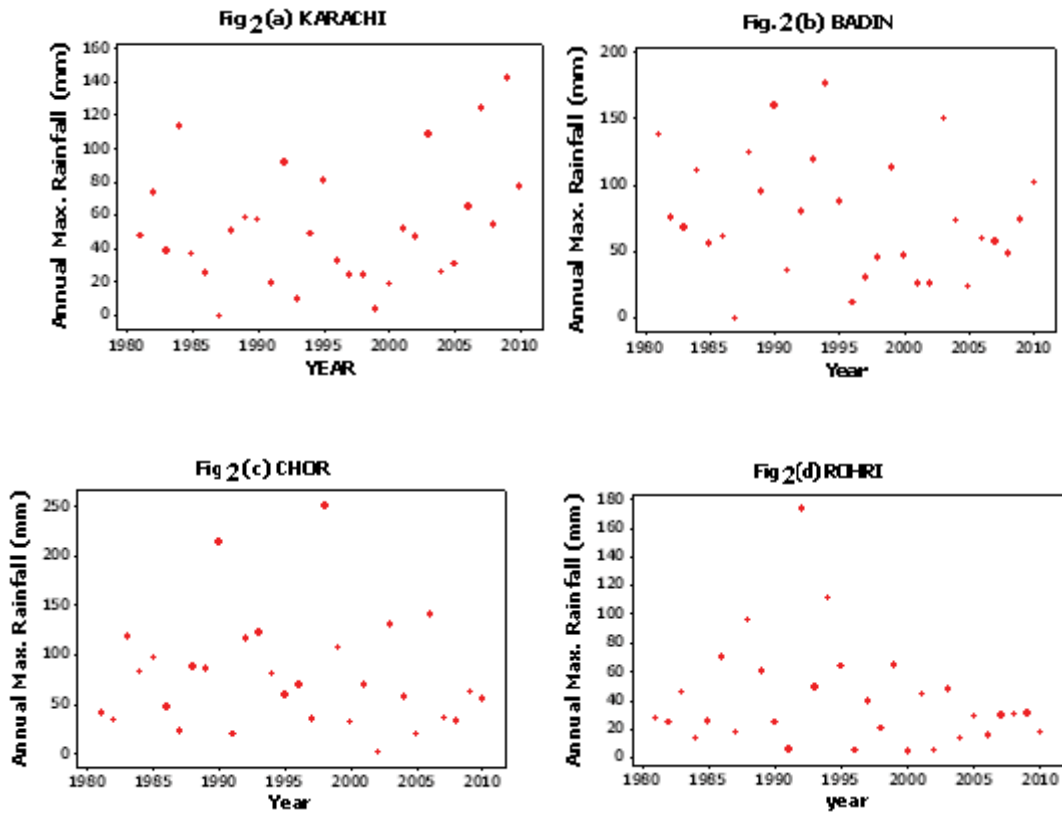 Fig 2(a) KARACHI
Annual Max. Rainfall (mm)
160
140
120
100
80
60
40
20
0
1980 1985 1990 1995 2000 2005 2010
YEAR
Fig. 2(b) BADIN
Annual Max. Rainfall (mm)
200
150
100
50
0
1980 1985 1990 1995 2000 2005 2010
Year
Fig 2(c) CHOR
Annual Max. Rainfall (mm)
250
200
150
100
50
0
1980 1985 1990 1995 2000 2005 2010
Year
Fig 2(d) ROHRI
Annual Max. Rainfall (mm)
180
160
140
120
100
80
60
40
20
0
1980 1985 1990 1995 2000 2005 2010
year